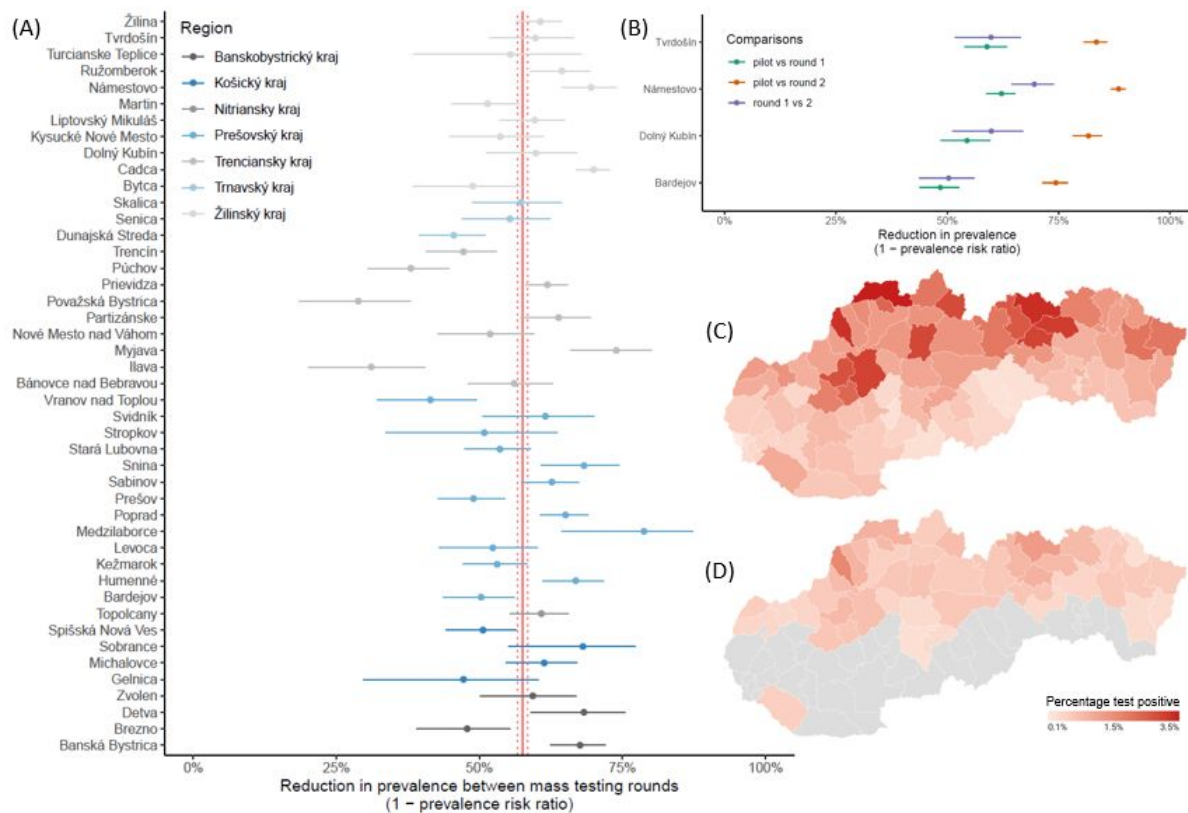 (A)
Žilina
Tvrdošín
Turcianske Teplice
Ružomberok
Námestovo
Martin
Liptovský Mikuláš
Kysucké Nové Mesto
Dolný Kubín
Cadca
Bytca
Skalica
Senica
Dunajská Streda
Trencín
Púchov
Prievidza
Považská Bystrica
Partizánske
Nové Mesto nad Váhom
Myjava
Ilava
Bánovce nad Bebravou
Vranov nad Toplou
Svidník
Stropkov
Stará Lubovna
Snina
Sabinov
Prešov
Poprad
Medzilaborce
Levoca
Kežmarok
Humenné
Bardejov
Topolcany
Spišská Nová Ves
Sobrance
Michalovce
Gelnica
Zvolen
Detva
Brezno
Banská Bystrica
Region
Banskobystrický kraj
Košický kraj
Nitriansky kraj
Prešovský kraj
Trenciansky kraj
Trnavský kraj
Žilinský kraj
0% 25% 50% 75% 100%
Reduction in prevalence between mass testing rounds
(1 − prevalence risk ratio)
(B)
Tvrdošín
Námestovo
Dolný Kubín
Bardejov
Comparisons
pilot vs round 1
pilot vs round 2
round 1 vs 2
0% 25% 50% 75% 100%
Reduction in prevalence
(1 − prevalence risk ratio)
(C)
(D)
Percentage test positive
0.1% 1.5% 3.5%